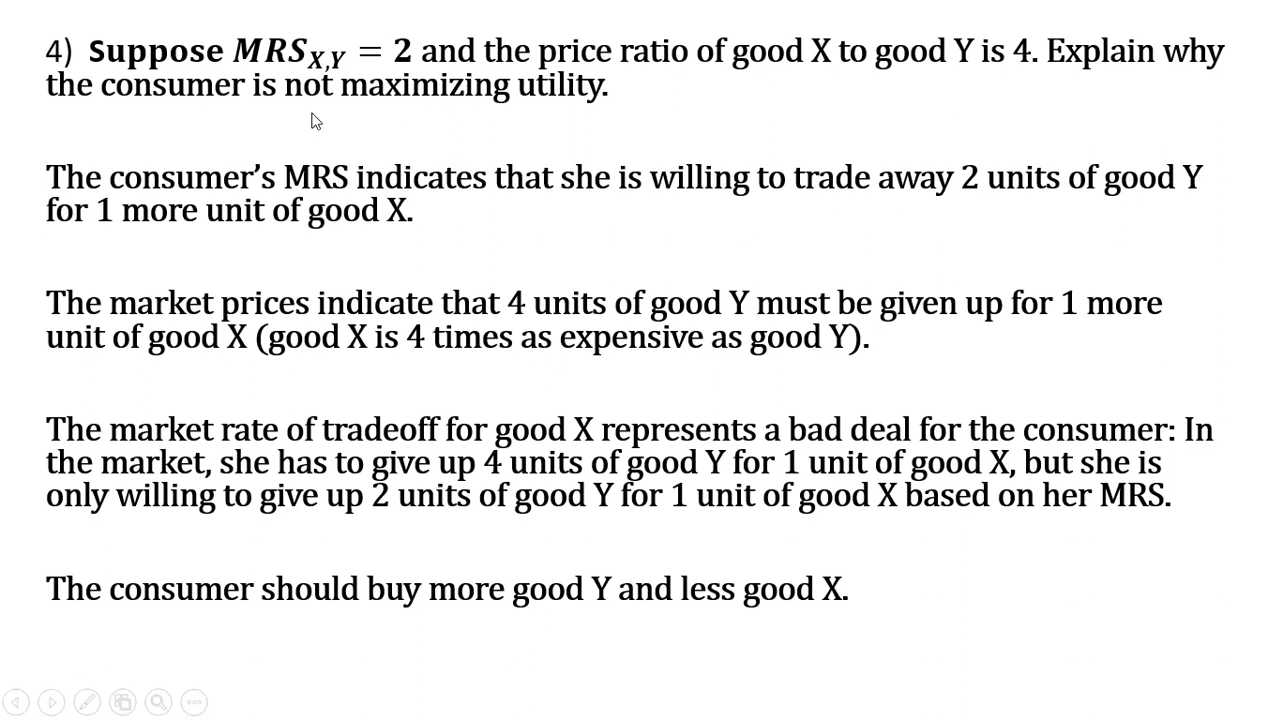 4) Suppose MRS_{X,Y} = 2 and the price ratio of good X to good Y is 4. Explain why
the consumer is not maximizing utility.
The consumer’s MRS indicates that she is willing to trade away 2 units of good Y
for 1 more unit of good X.
The market prices indicate that 4 units of good Y must be given up for 1 more
unit of good X (good X is 4 times as expensive as good Y).
The market rate of tradeoff for good X represents a bad deal for the consumer: In
the market, she has to give up 4 units of good Y for 1 unit of good X, but she is
only willing to give up 2 units of good Y for 1 unit of good X based on her MRS.
The consumer should buy more good Y and less good X.